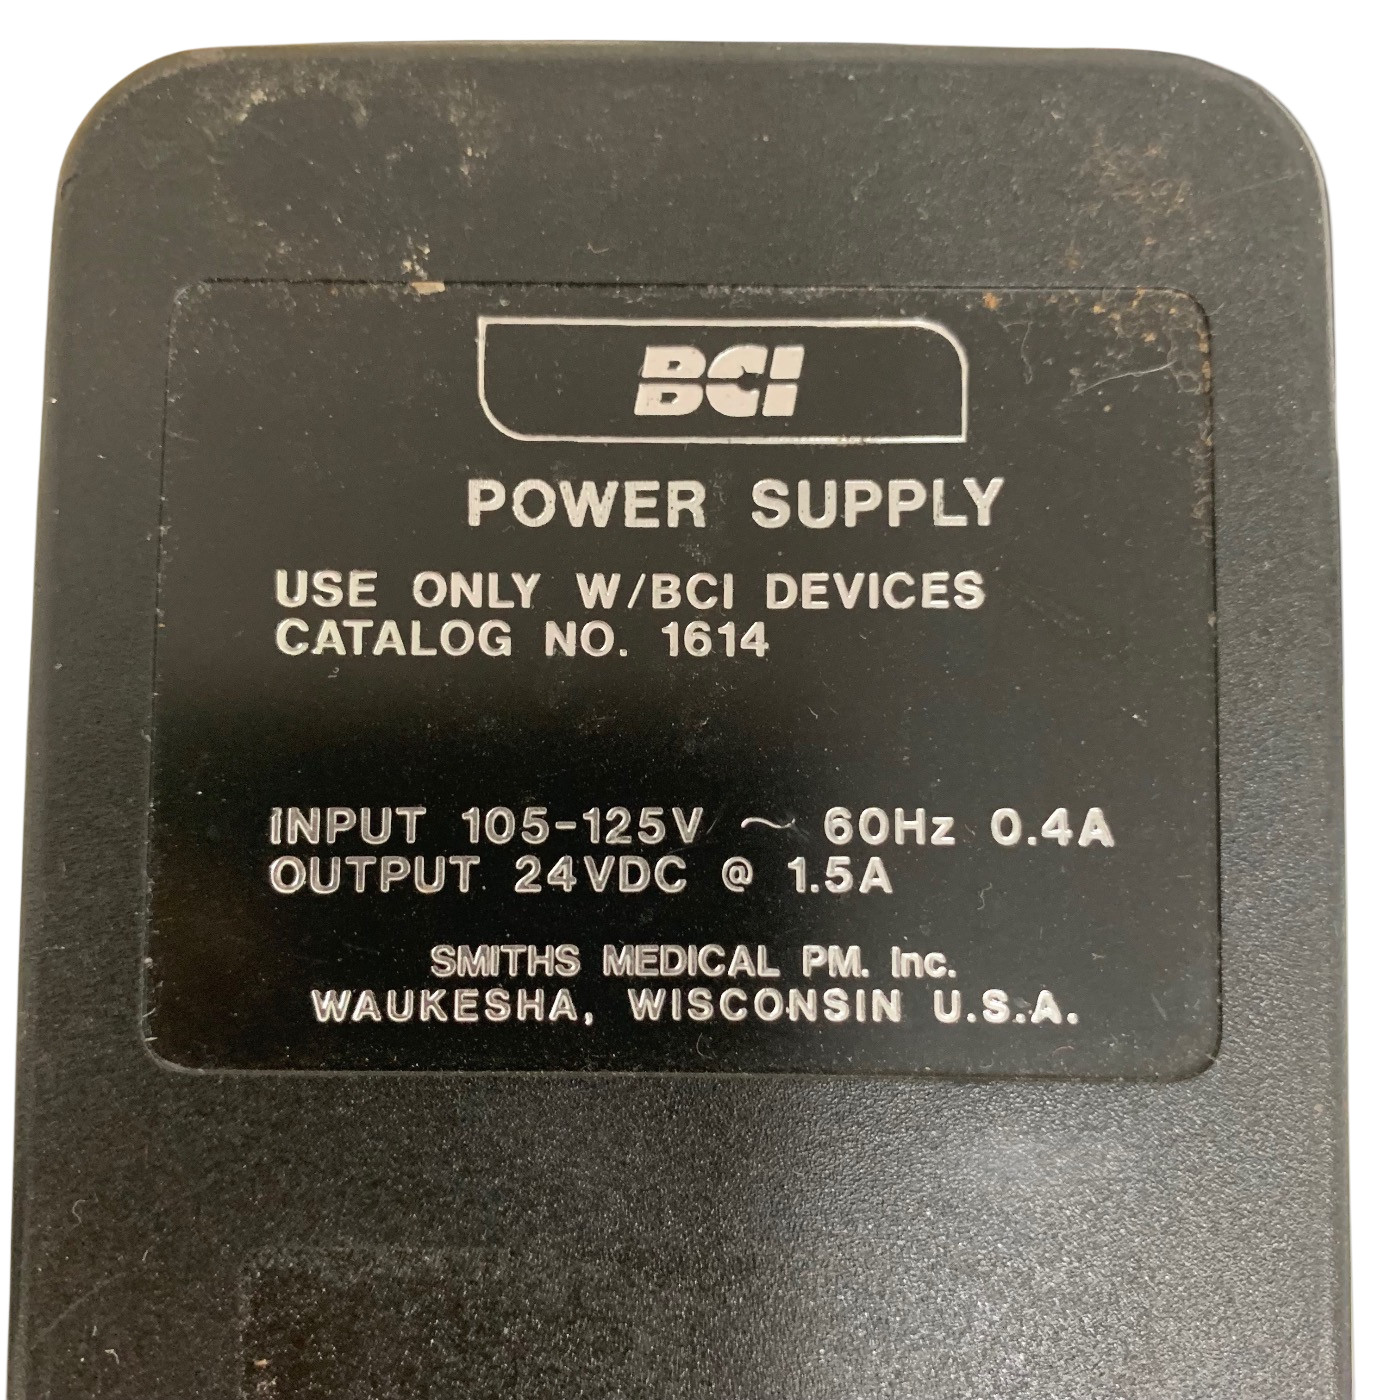 BCI
POWER SUPPLY
USE ONLY W/BCI DEVICES
CATALOG NO. 1614
INPUT 105-125V ~ 60Hz 0.4A
OUTPUT 24VDC @ 1.5A
SMITHS MEDICAL PM. Inc.
WAUKESHA, WISCONSIN U.S.A.